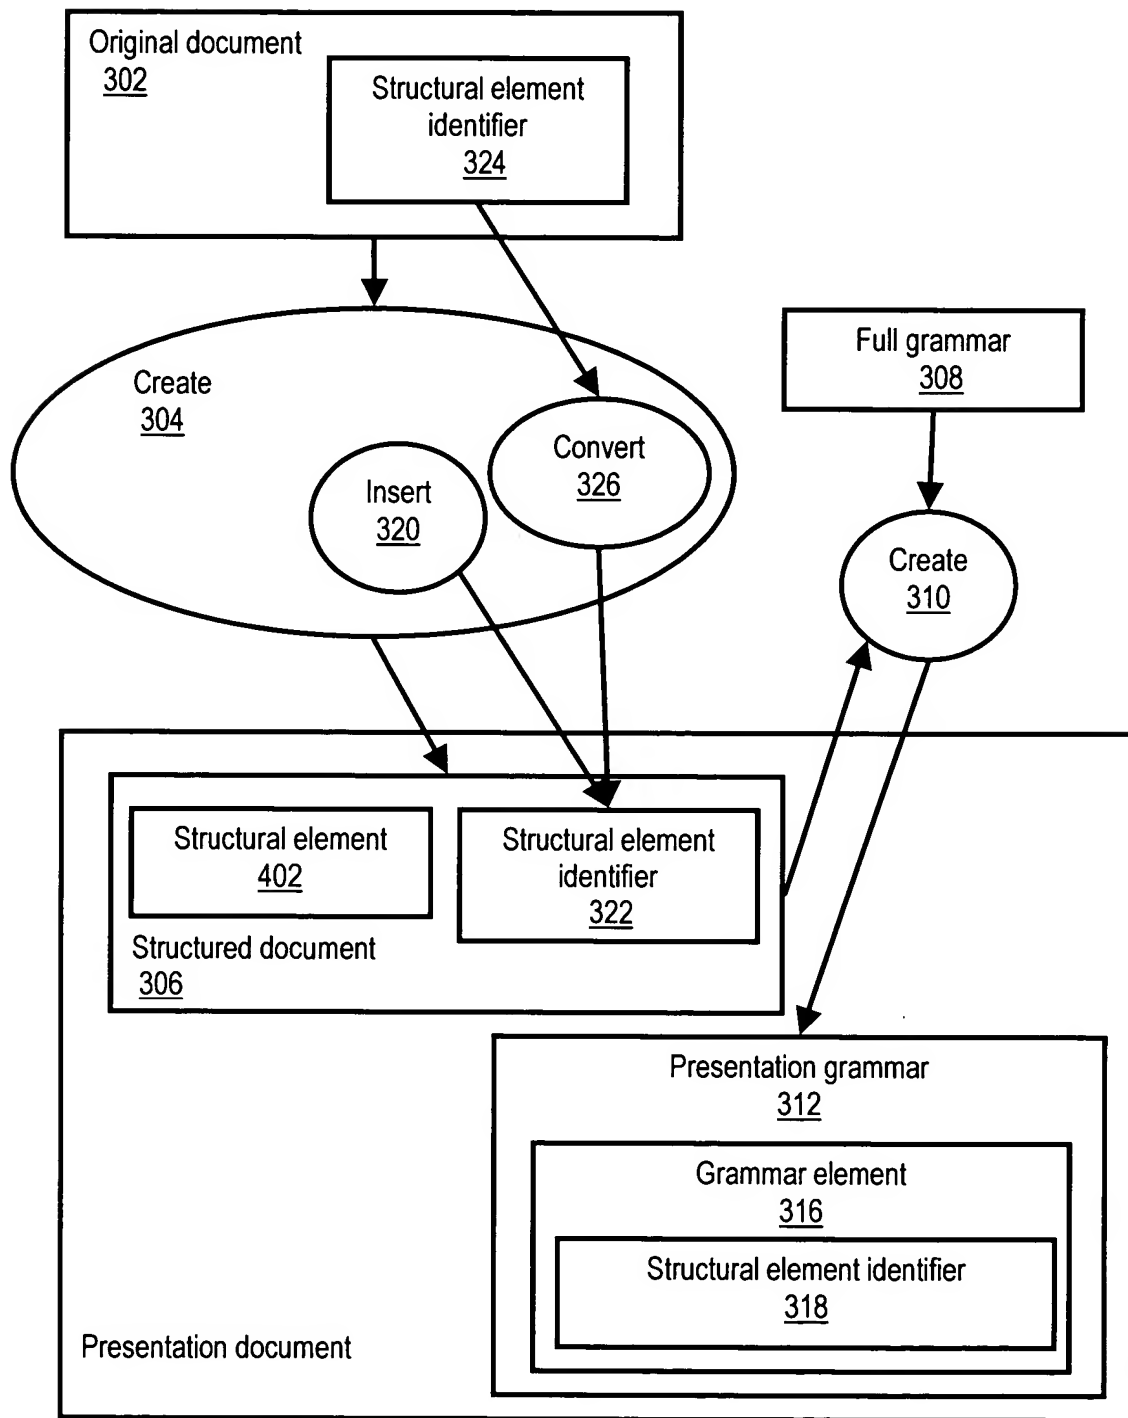 Original document
302
Structural element
identifier
324
Full grammar
308
Create
304
Convert
326
Insert
320
Create
310
Structural element
402
Structural element
identifier
322
Structured document
306
Presentation grammar
312
Grammar element
316
Structural element identifier
318
Presentation document